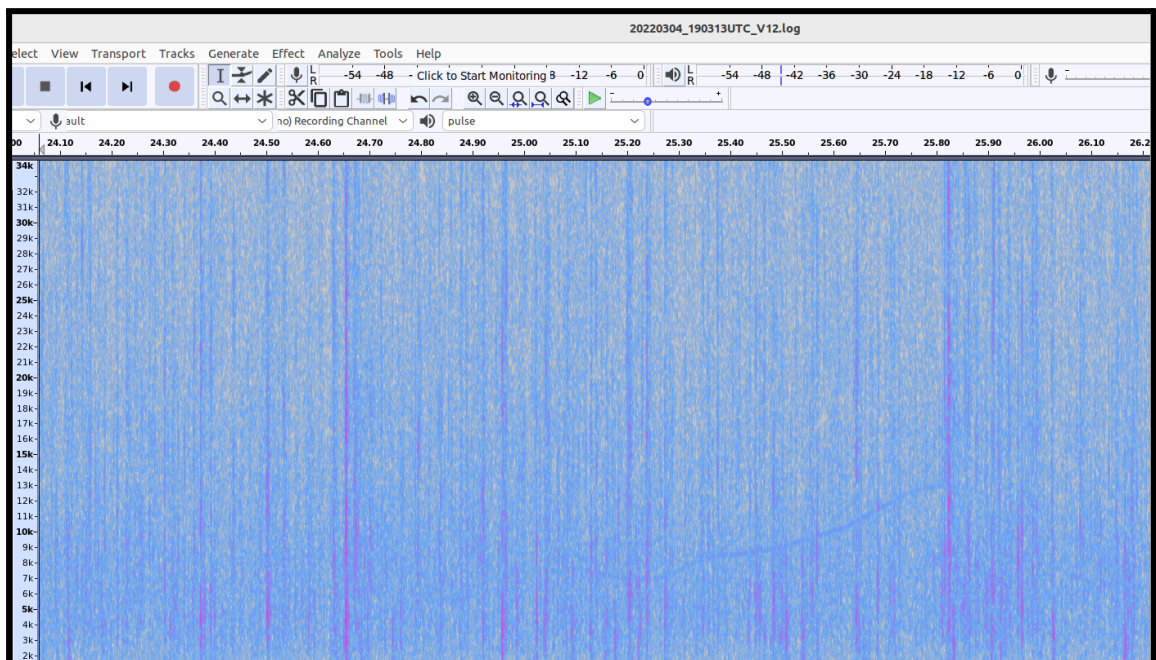 20220304_190313UTC_V12.log
elect View Transport Tracks Generate Effect Analyze Tools Help
L R -54 -48 - Click to Start Monitoring 8 -12 -6 0 L R -54 -48 -42 -36 -30 -24 -18 -12 -6 0
- +
ault no) Recording Channel pulse
00 24.10 24.20 24.30 24.40 24.50 24.60 24.70 24.80 24.90 25.00 25.10 25.20 25.30 25.40 25.50 25.60 25.70 25.80 25.90 26.00 26.10 26.2
34k
32k
31k
30k
29k
28k
27k
26k
25k
24k
23k
22k
21k
20k
19k
18k
17k
16k
15k
14k
13k
12k
11k
10k
9k
8k
7k
6k
5k
4k
3k
2k